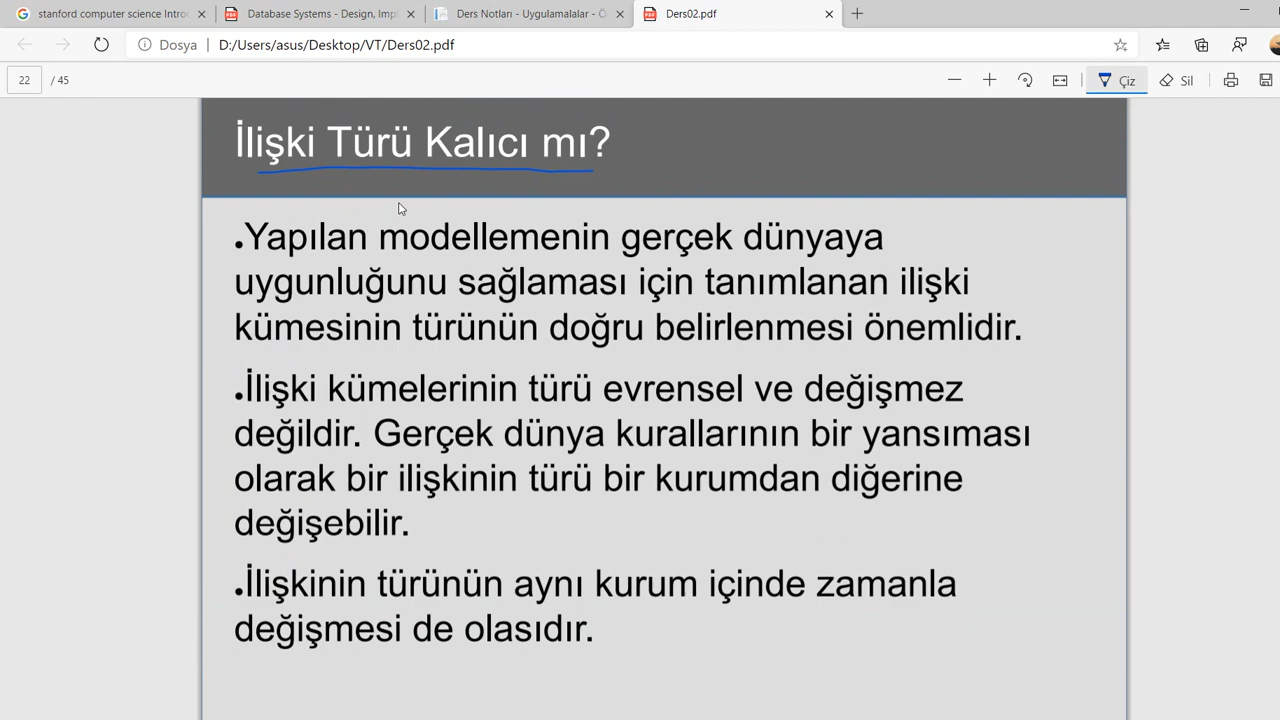 stanford computer science Intro
Database Systems - Design, Imp
Ders Notları - Uygulamalalar - Ö
Ders02.pdf
Dosya
D:/Users/asus/Desktop/VT/Ders02.pdf
22 / 45
Çiz
Sil
İlişki Türü Kalıcı mı?
•Yapılan modellemenin gerçek dünyaya
uygunluğunu sağlaması için tanımlanan ilişki
kümesinin türünün doğru belirlenmesi önemlidir.
•İlişki kümelerinin türü evrensel ve değişmez
değildir. Gerçek dünya kurallarının bir yansıması
olarak bir ilişkinin türü bir kurumdan diğerine
değişebilir.
•İlişkinin türünün aynı kurum içinde zamanla
değişmesi de olasıdır.